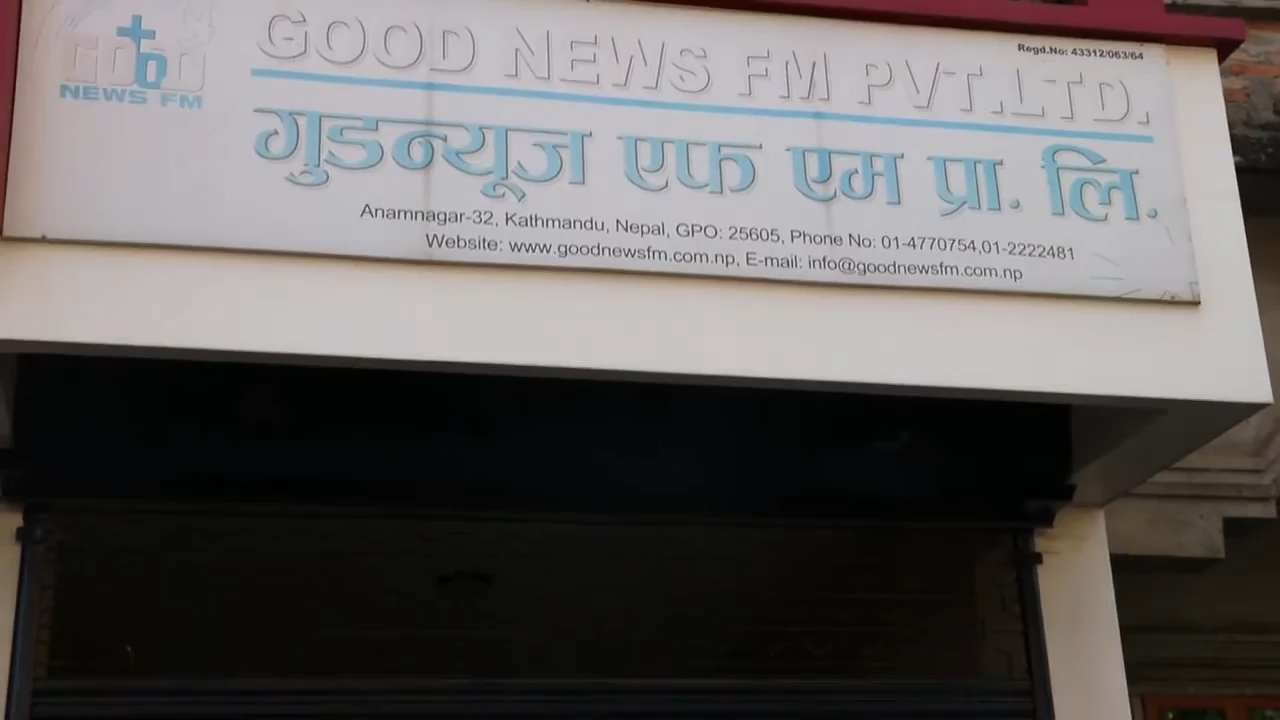 GOOD
NEWS FM
Regd.No: 43312/063/64
GOOD NEWS FM PVT.LTD.
गुडन्यूज एफ एम प्रा. लि.
Anamnagar-32, Kathmandu, Nepal, GPO: 25605, Phone No: 01-4770754,01-2222481
Website: www.goodnewsfm.com.np, E-mail: info@goodnewsfm.com.np